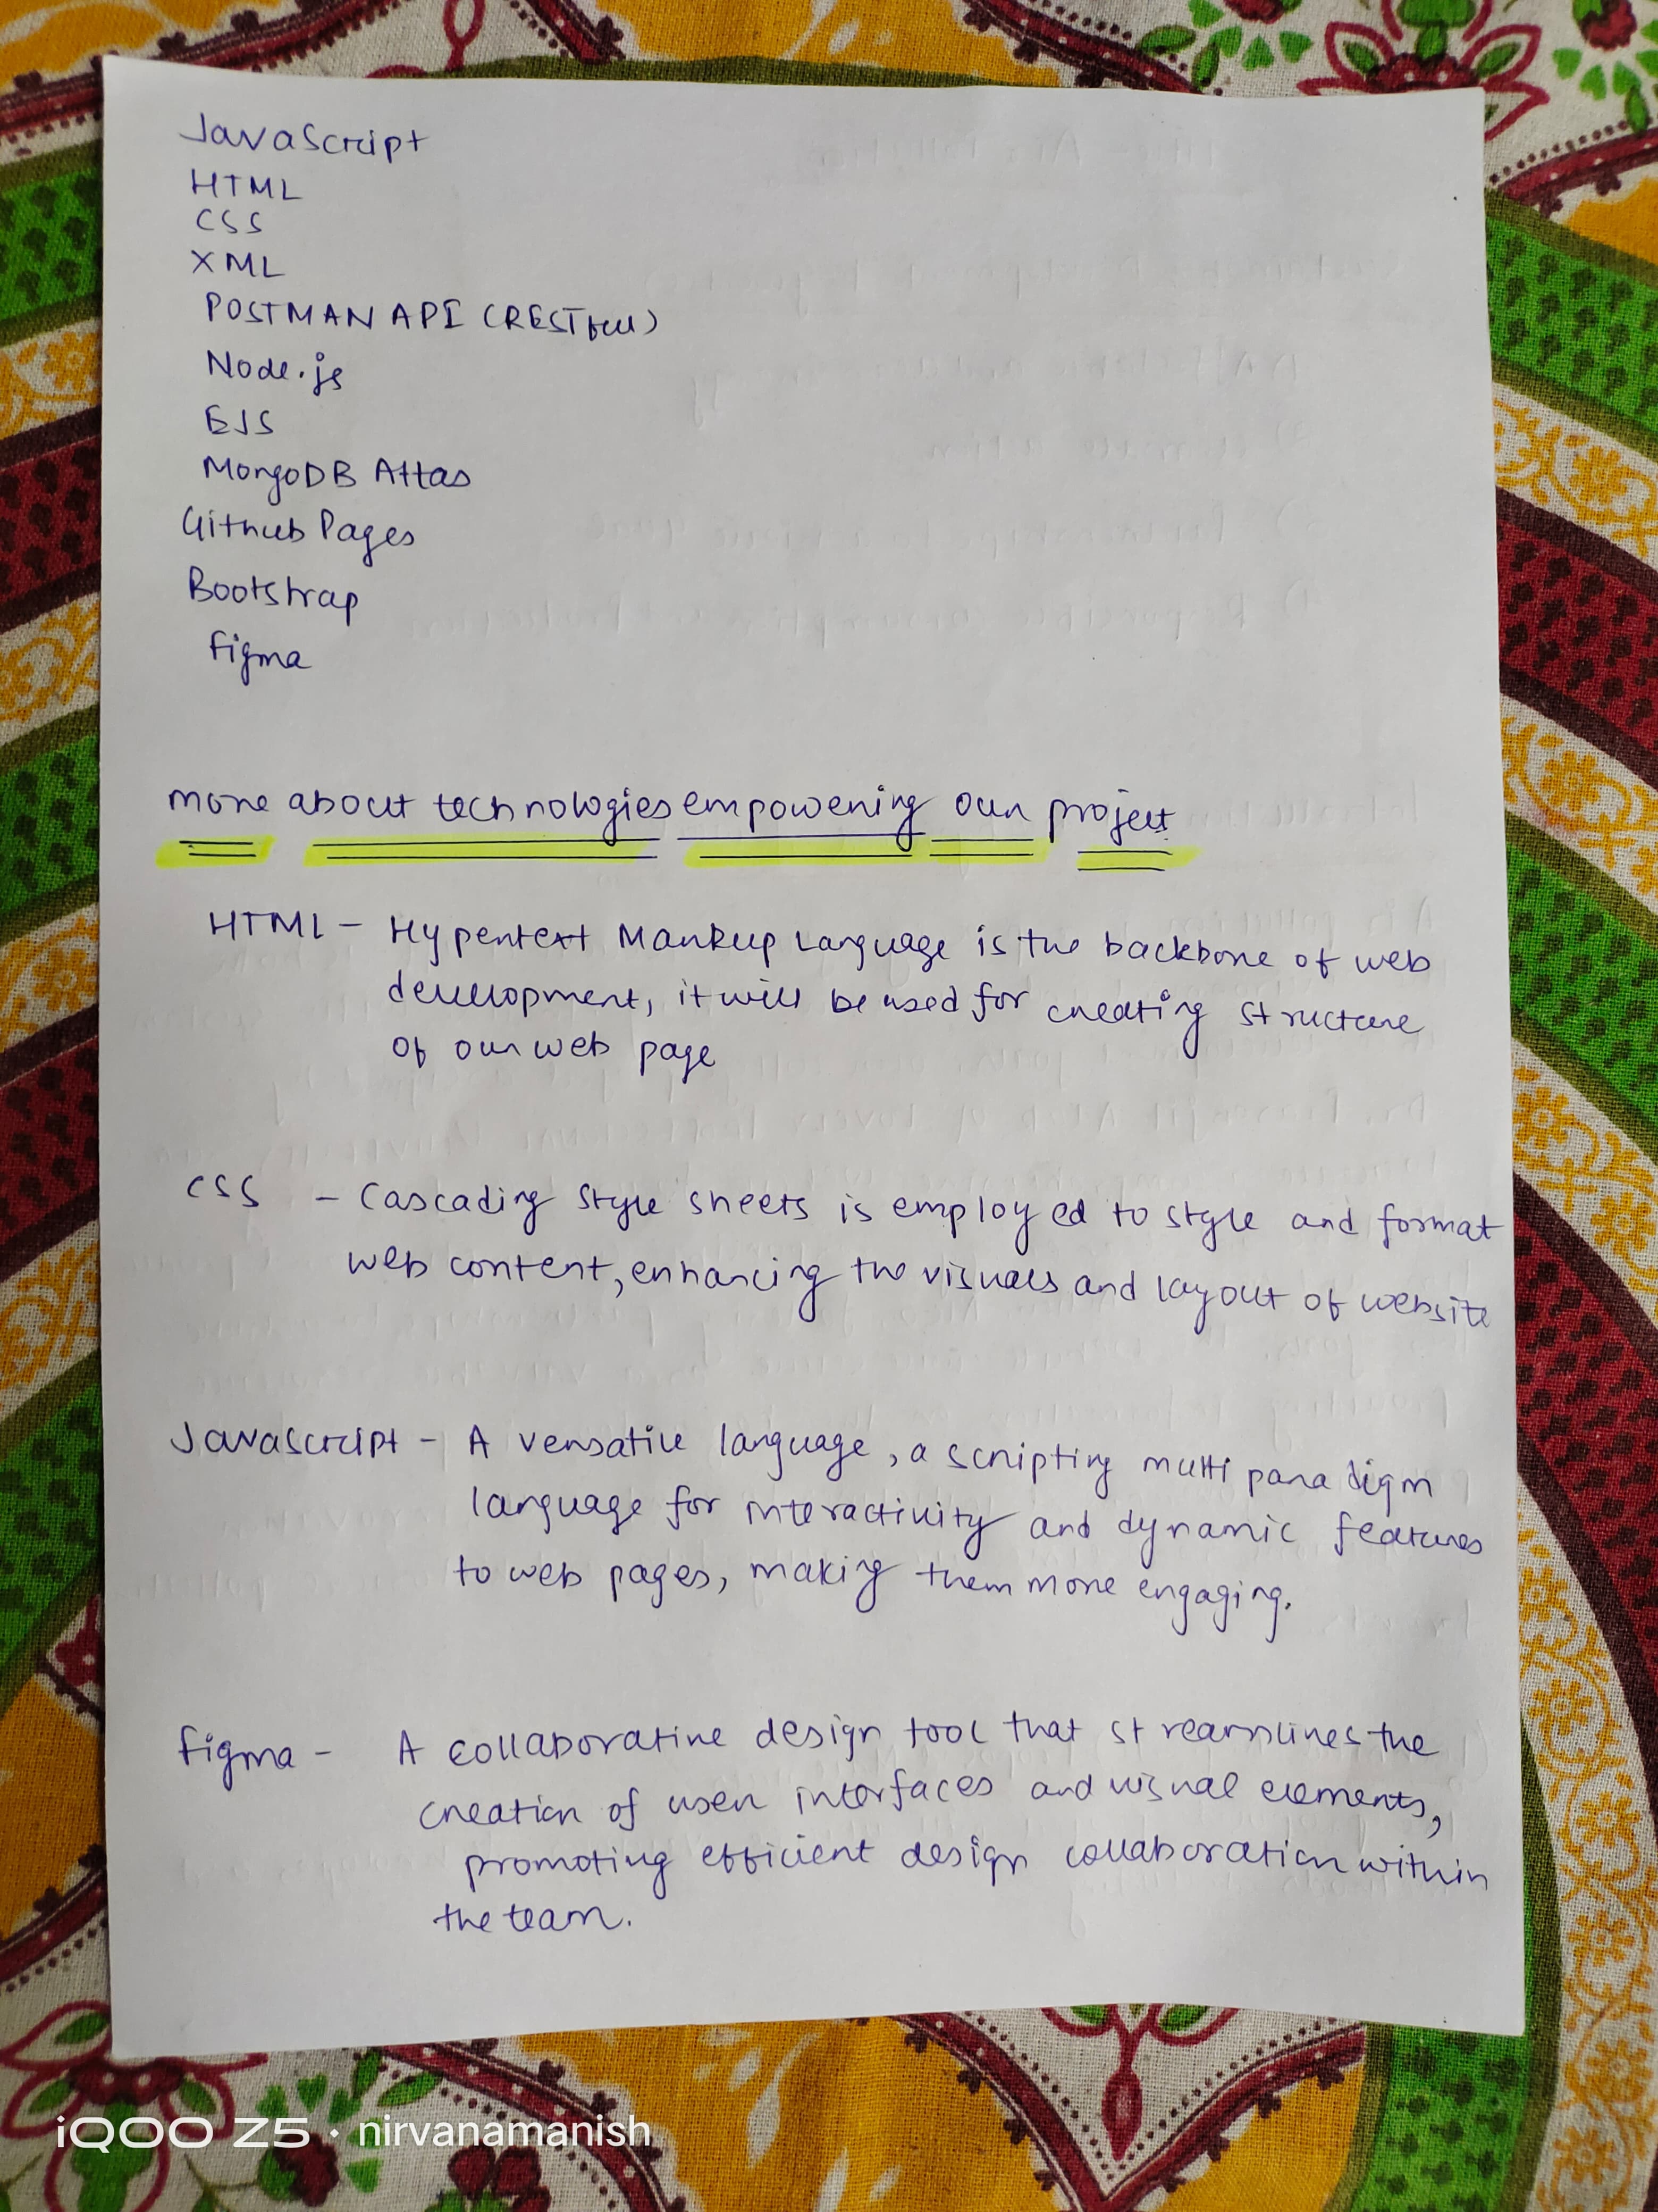 JavaScript
HTML
CSS
XML
POSTMAN API (RESTful)
Node.js
EJS
MongoDB Atlas
Github Pages
Bootstrap
Figma
more about technologies empowering our project
HTML - Hypertext Markup Language is the backbone of web
development, it will be used for creating structure
of our web page
CSS - Cascading Style sheets is employed to style and format
web content, enhancing the visuals and layout of website
Javascript - A versatile language, a scripting multi paradigm
language for interactivity and dynamic features
to web pages, making them more engaging.
Figma - A collaborative design tool that streamlines the
creation of user interfaces and visual elements,
promoting efficient design collaboration within
the team.
iQOO Z5 · nirvanamanish